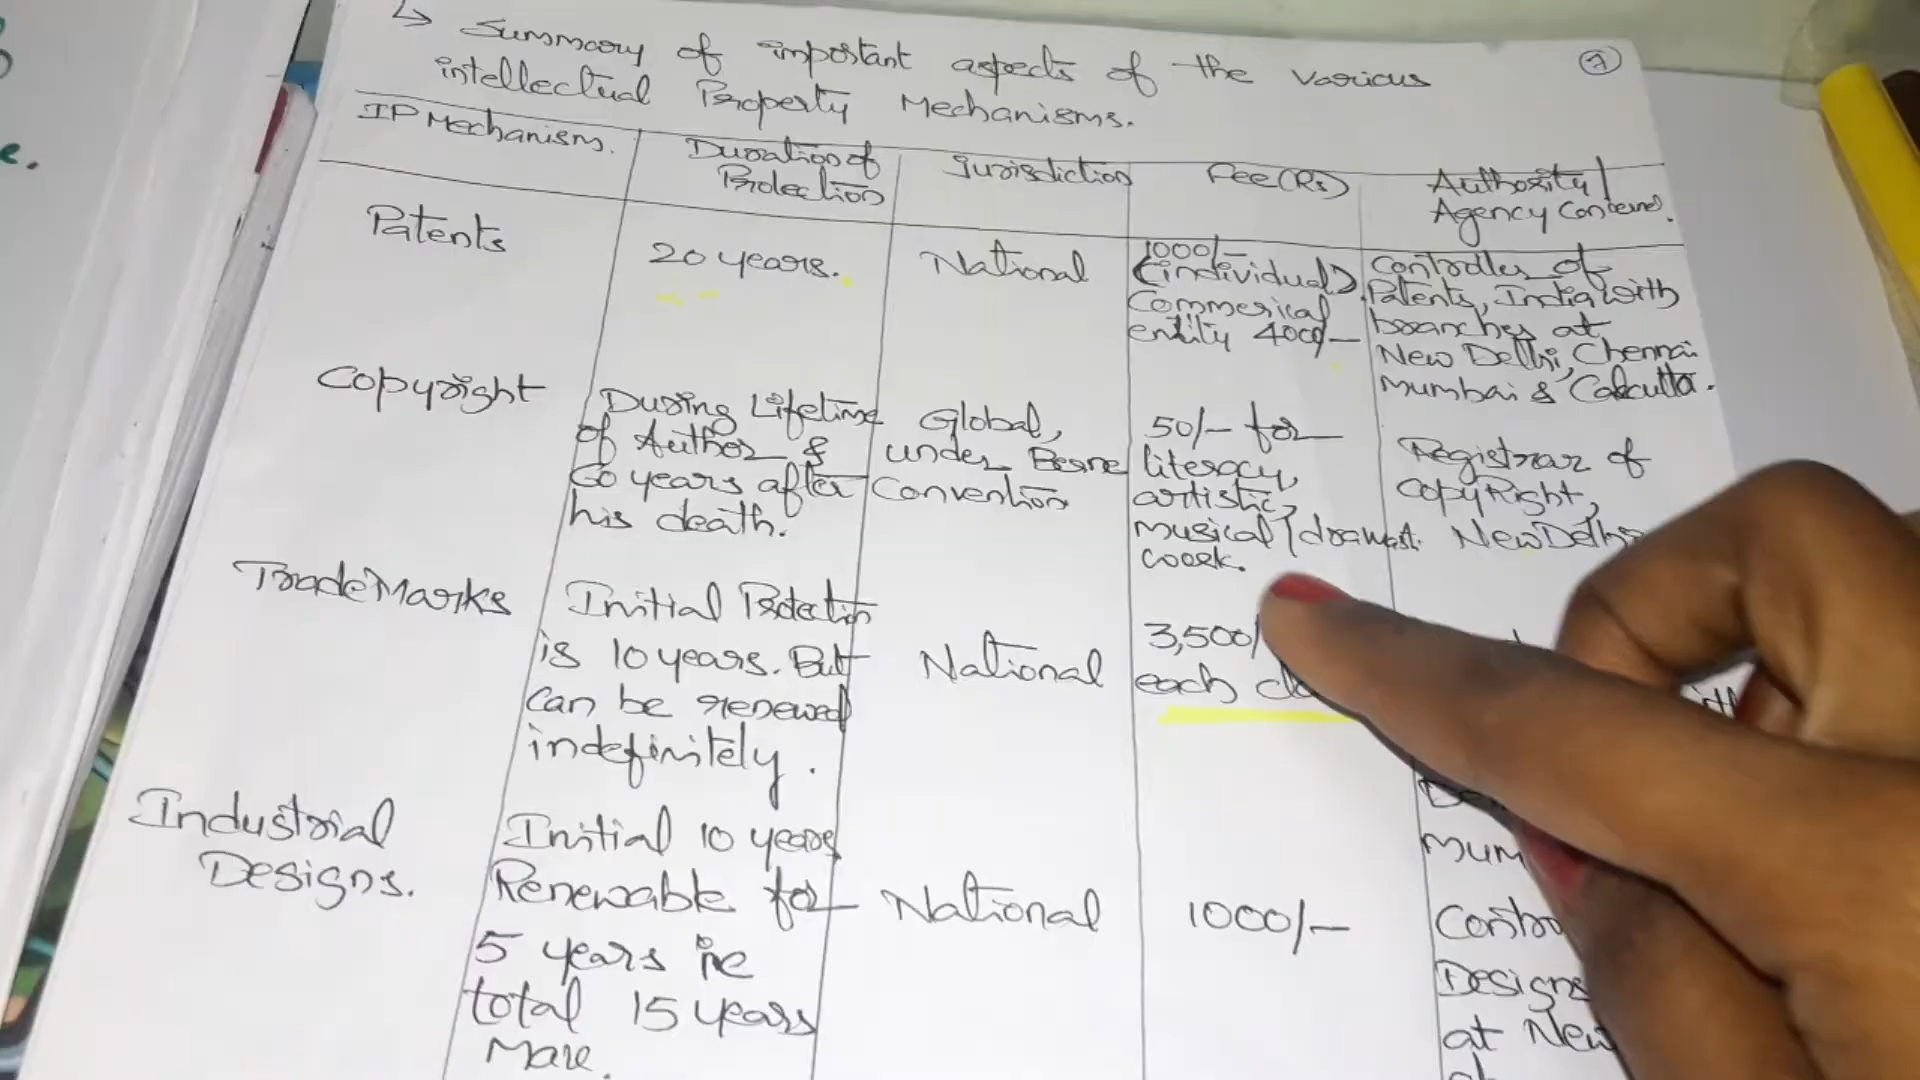 ↳ Summary of important aspects of the various
intellectual Property Mechanisms.
7
IP Mechanism.
Duration of
Protection
Jurisdiction
Fee (Rs)
Authority/
Agency Concerned.
Patents
20 years.
National
1000/-
(individual)
Commerical
entity 4000/-
Controller of
Patents, India with
branches at
New Delhi, Chennai
Mumbai & Calcutta.
Copyright
During Lifetime
of Author &
60 years after
his death.
Global,
under Berne
Convention
50/- for
literacy,
artistic,
musical/dramast.
work.
Registrar of
CopyRight,
New Delhi
TradeMarks
Initial Protection
is 10 years. But
can be renewed
indefinitely.
National
3,500/
each
Mum
Industrial
Designs.
Initial 10 years
Renewable for
5 years ie
total 15 years
Maxe.
National
1000/-
Contro
Designs
at New
e.